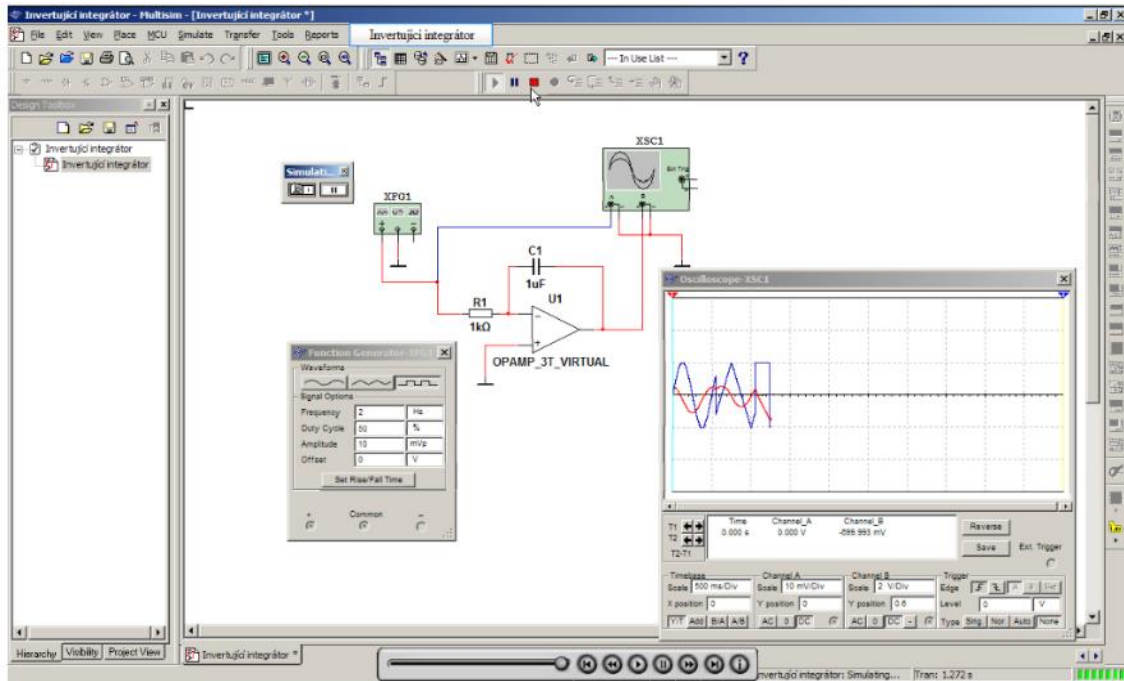 Invertující integrátor - Multisim - [Invertující integrátor *]
File Edit View Place MCU Simulate Transfer Tools Reports
Invertující integrátor
--- In Use List ---
Design Toolbox
Invertující integrátor
Invertující integrátor
Simulati...
XFG1
XSC1
Ext Trig
A
B
C1
1uF
R1
1kΩ
U1
OPAMP_3T_VIRTUAL
Function Generator-XFG1
Waveforms
Signal Options
Frequency 2 Hz
Duty Cycle 50 %
Amplitude 10 mVp
Offset 0 V
Set Rise/Fall Time
+ Common -
Oscilloscope-XSC1
T1
T2
T2-T1
Time Channel_A Channel_B
0.000 s 0.000 V -698.993 mV
Reverse
Save
Ext. Trigger
Timebase
Scale 500 ms/Div
X position 0
Y/T Add B/A A/B
Channel A
Scale 10 mV/Div
Y position 0
AC 0 DC
Channel B
Scale 2 V/Div
Y position 0.6
AC 0 DC -
Trigger
Edge
Level 0 V
Type Sing. Nor. Auto None
Hierarchy Visibility Project View
Invertující integrátor *
nvertující integrátor: Simulating... Tran: 1.272 s